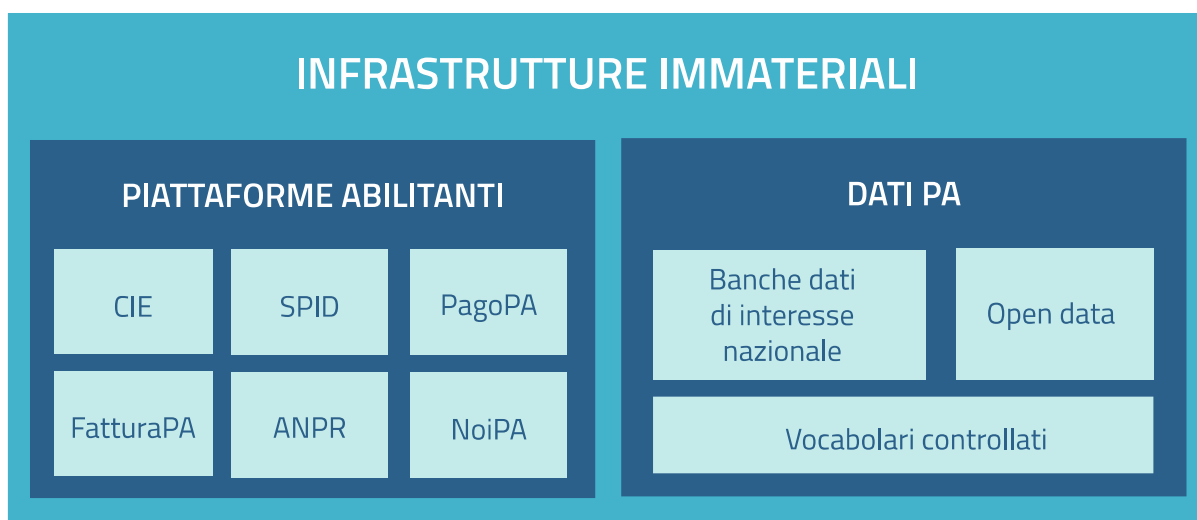 INFRASTRUTTURE IMMATERIALI
PIATTAFORME ABILITANTI
CIE
SPID
PagoPA
FatturaPA
ANPR
NoiPA
DATI PA
Banche dati
di interesse
nazionale
Open data
Vocabolari controllati